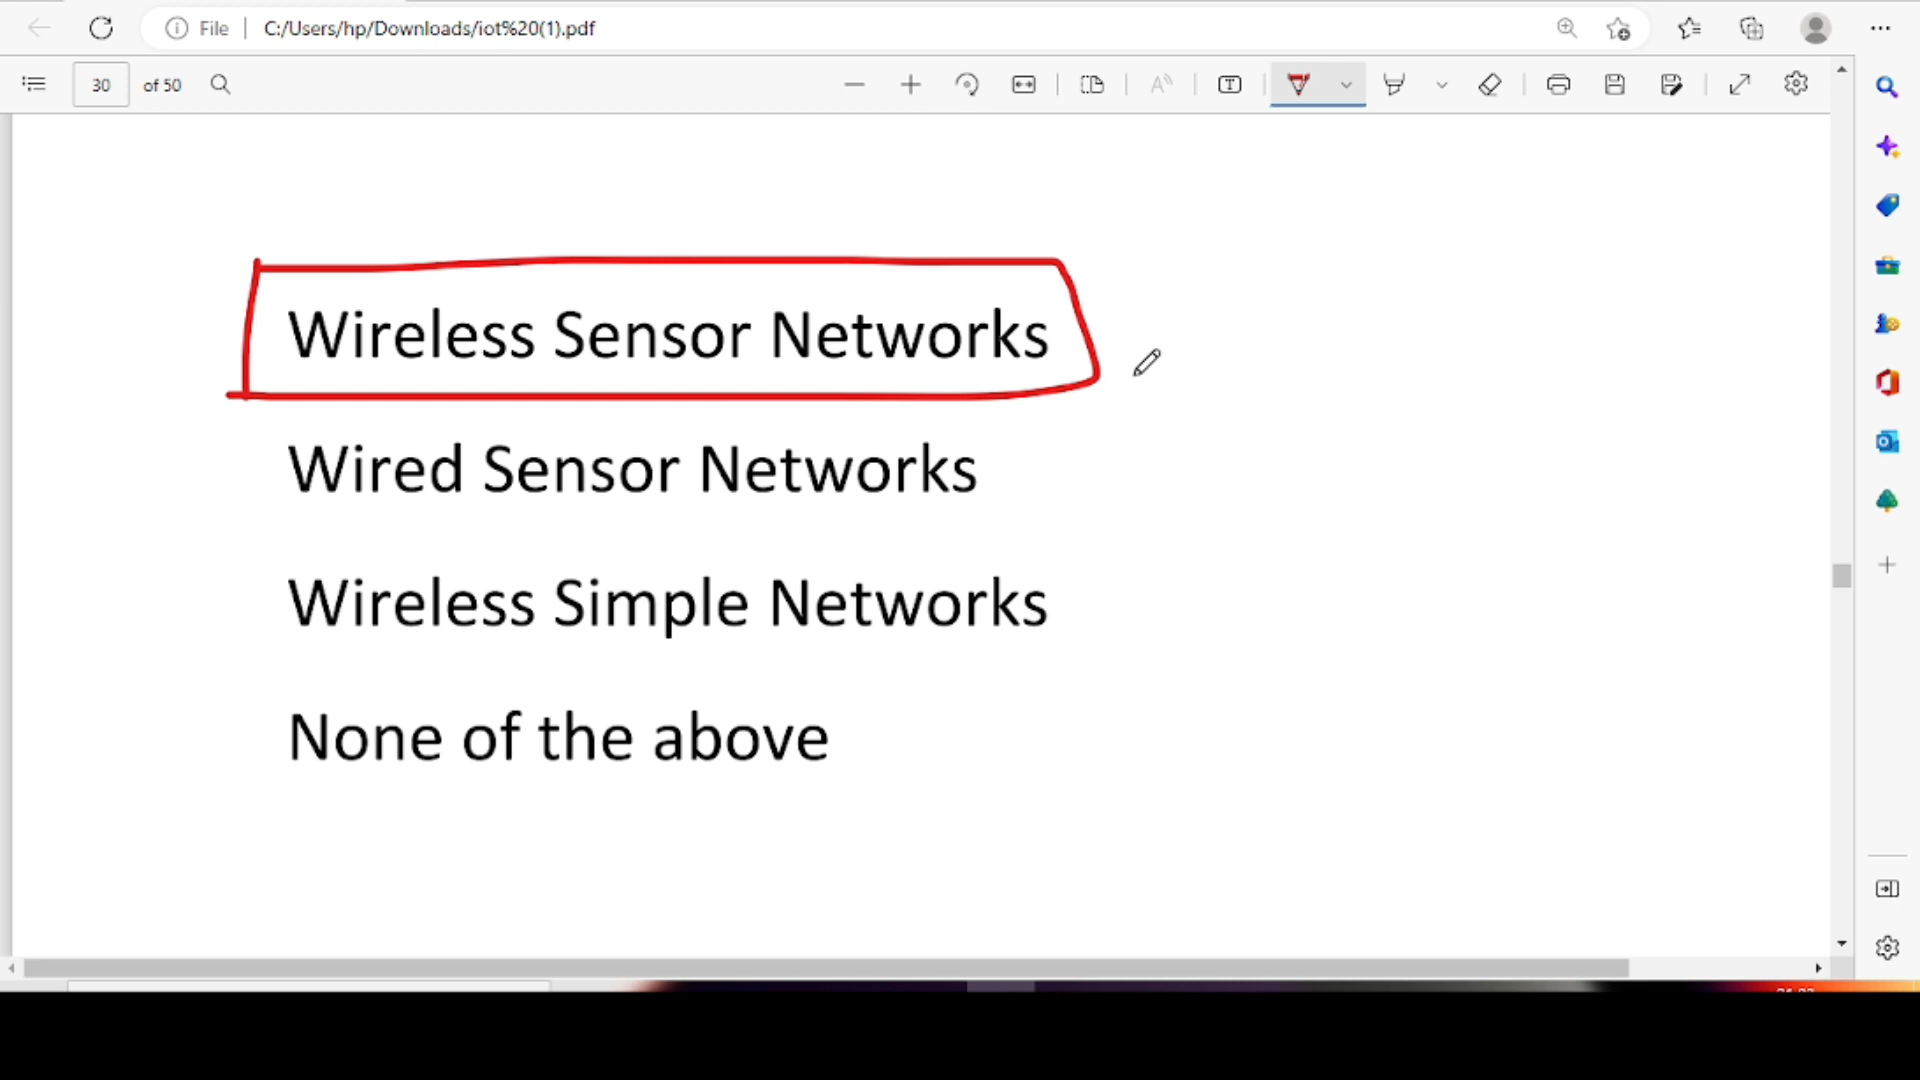 File
C:/Users/hp/Downloads/iot%20(1).pdf
30 of 50
Wireless Sensor Networks
Wired Sensor Networks
Wireless Simple Networks
None of the above